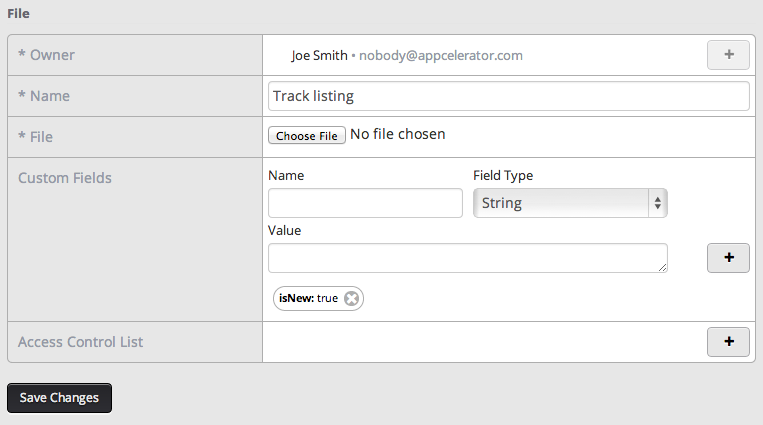 File
* Owner
Joe Smith • nobody@appcelerator.com
+
* Name
Track listing
* File
Choose File No file chosen
Custom Fields
Name
Field Type
String
Value
+
isNew: true
Access Control List
+
Save Changes